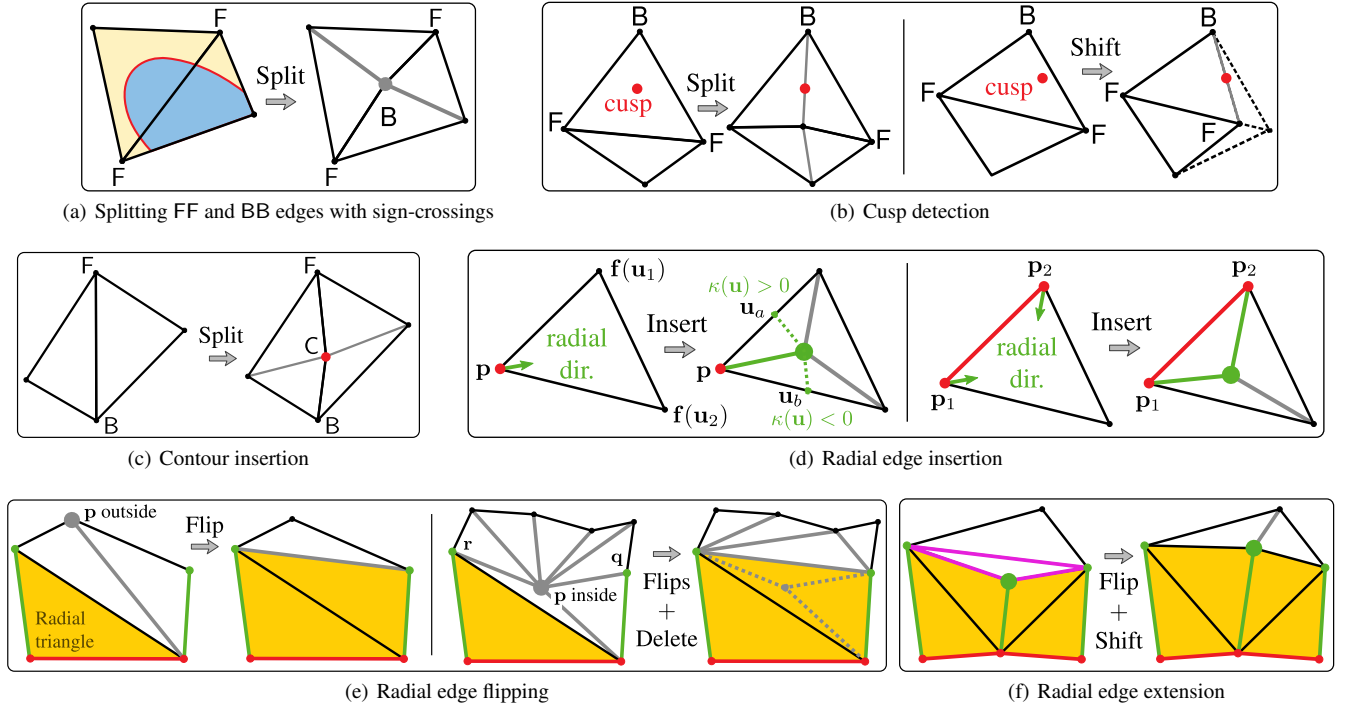 F
F
Split
F
B
F
(a) Splitting FF and BB edges with sign-crossings
B
cusp
F
F
Split
B
F
B
cusp
F
F
Shift
B
F
F
(b) Cusp detection
F
B
Split
F
C
B
(c) Contour insertion
f(u₁)
radial
dir.
p
f(u₂)
Insert
κ(u) > 0
uₐ
p
u_b
κ(u) < 0
p₂
radial
dir.
p₁
Insert
p₂
p₁
(d) Radial edge insertion
p outside
Radial
triangle
Flip
r
q
p inside
Flips
+
Delete
(e) Radial edge flipping
Flip
+
Shift
(f) Radial edge extension